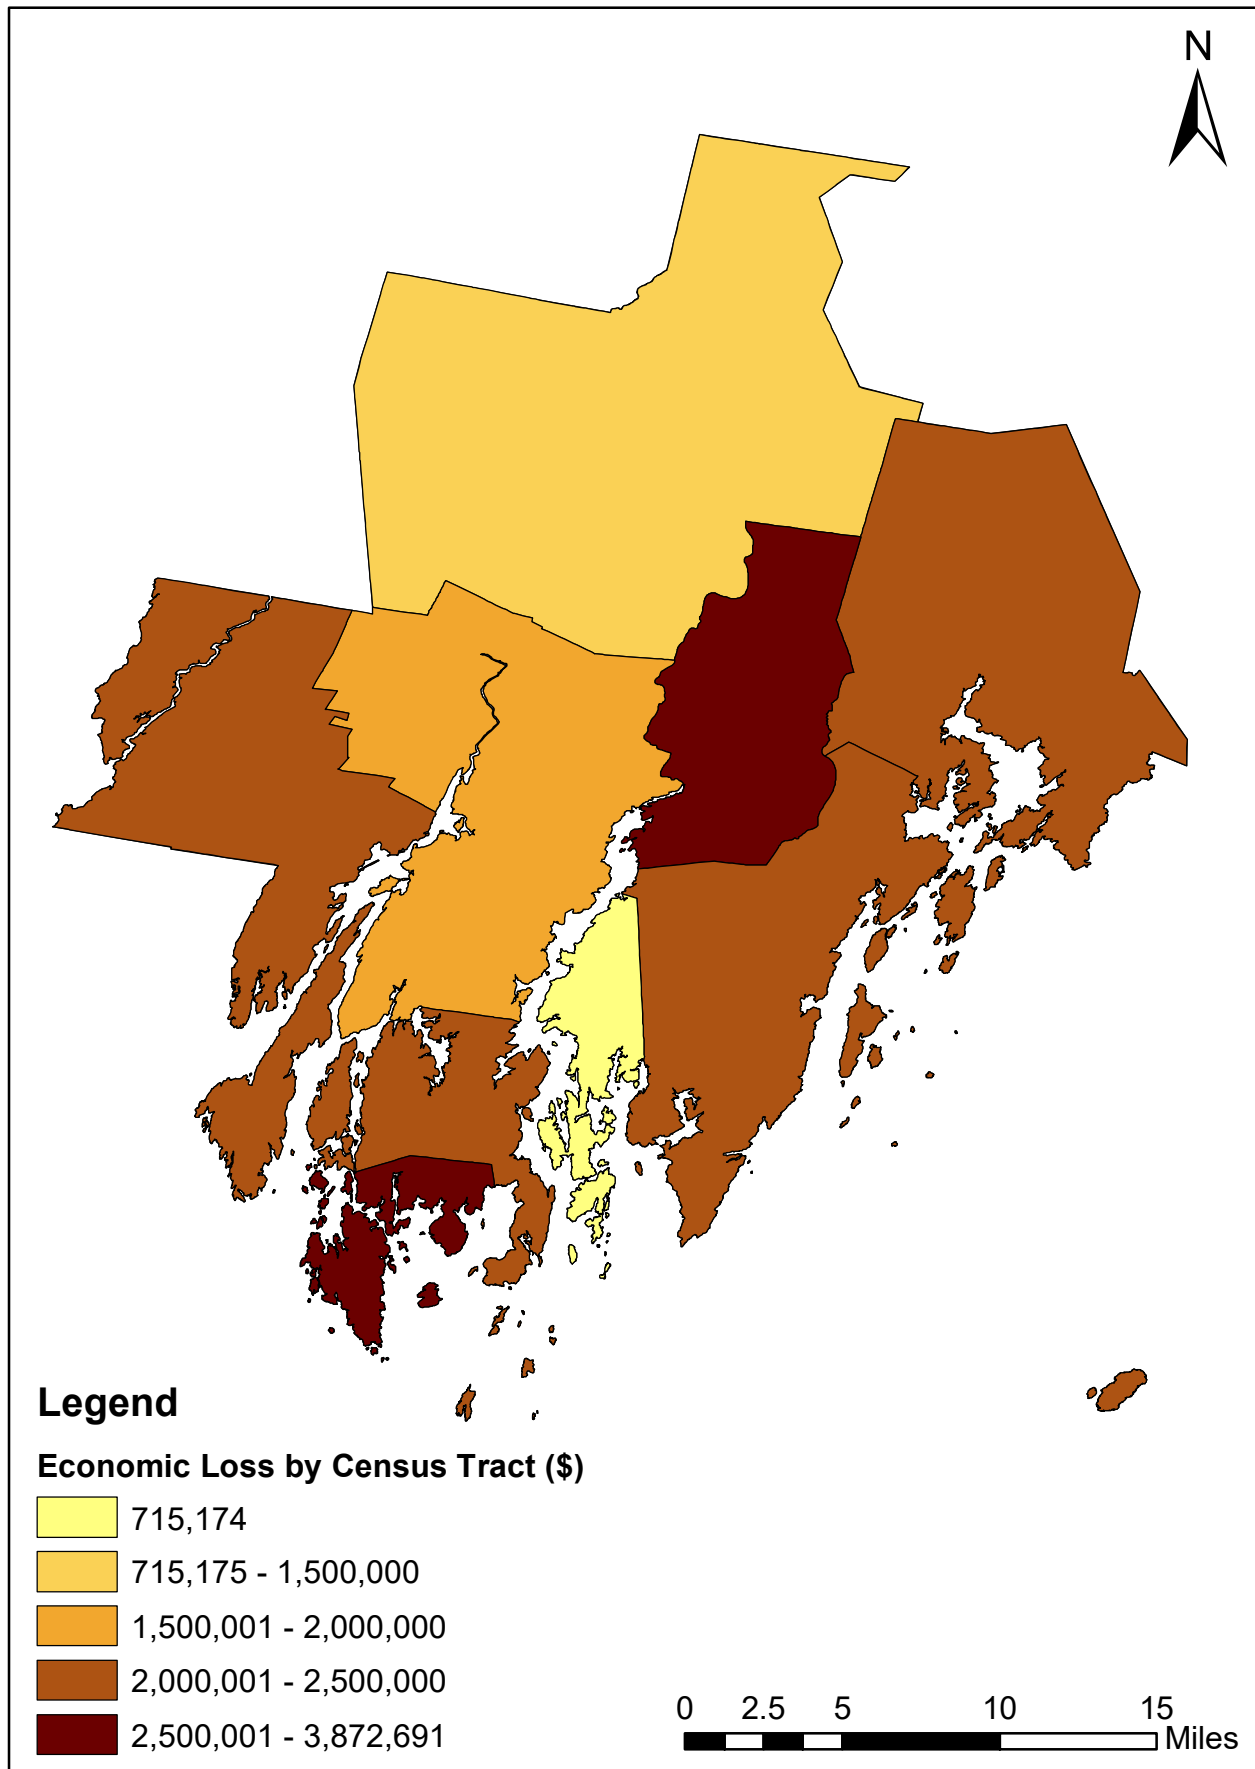 N
Legend
Economic Loss by Census Tract ($)
715,174
715,175 - 1,500,000
1,500,001 - 2,000,000
2,000,001 - 2,500,000
2,500,001 - 3,872,691
0 2.5 5 10 15
Miles